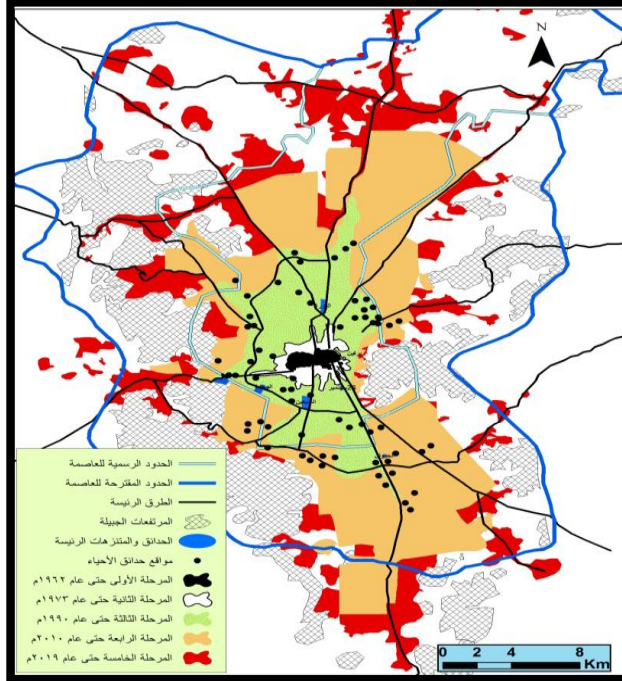 N
الحدود الرسمية للعاصمة
الحدود المقترحة للعاصمة
الطرق الرئيسة
المرتفعات الجبيلة
الحدائق والمتنزهات الرئيسة
مواقع حدائق الأحياء
المرحلة الأولى حتى عام ١٩٦٢م
المرحلة الثانية حتى عام ١٩٧٣م
المرحلة الثالثة حتى عام ١٩٩٠م
المرحلة الرابعة حتى عام ٢٠١٠م
المرحلة الخامسة حتى عام ٢٠١٩م
0 2 4 8
Km